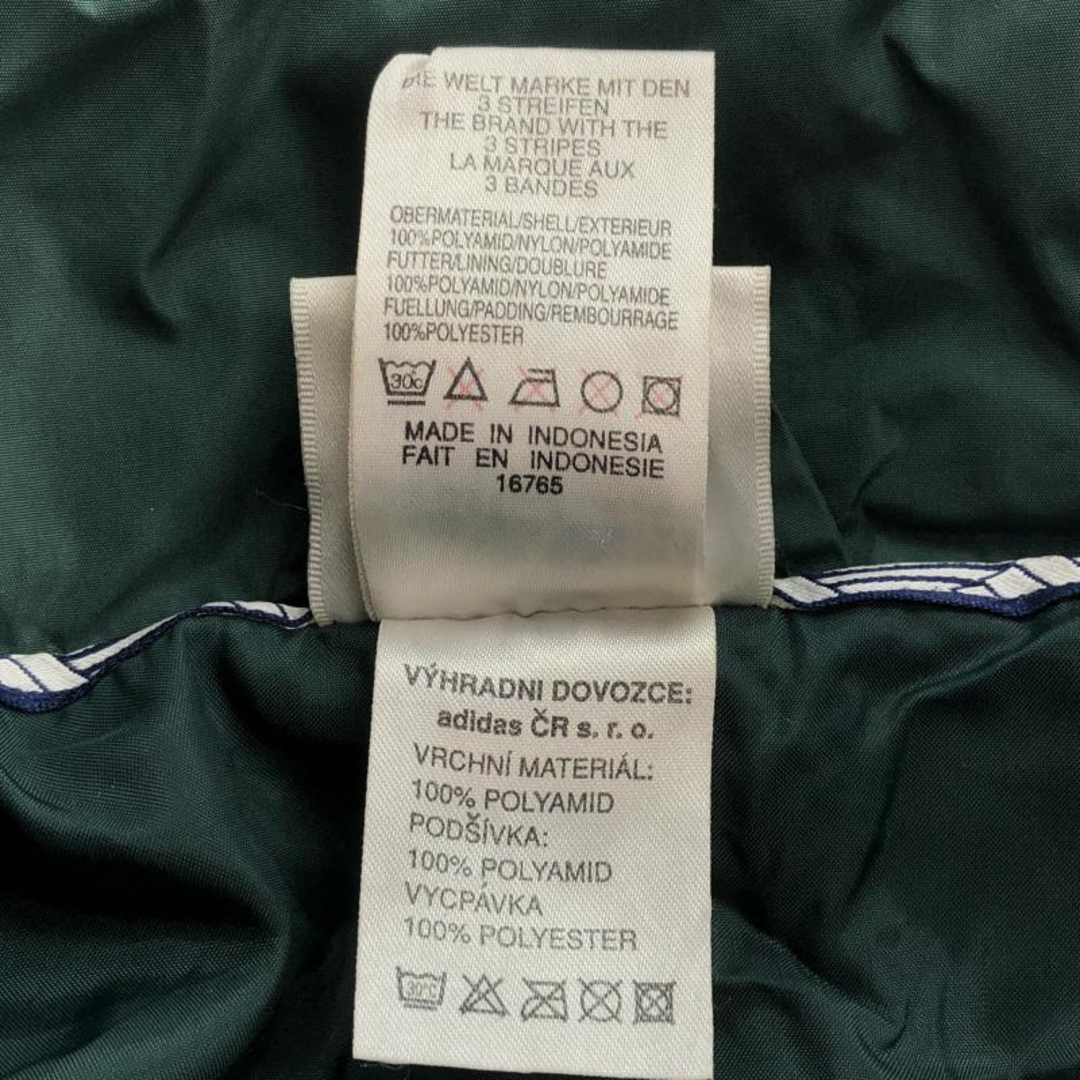 DIE WELT MARKE MIT DEN
3 STREIFEN
THE BRAND WITH THE
3 STRIPES
LA MARQUE AUX
3 BANDES
OBERMATERIAL/SHELL/EXTERIEUR
100%POLYAMID/NYLON/POLYAMIDE
FUTTER/LINING/DOUBLURE
100%POLYAMID/NYLON/POLYAMIDE
FUELLUNG/PADDING/REMBOURRAGE
100%POLYESTER
30c
MADE IN INDONESIA
FAIT EN INDONESIE
16765
VÝHRADNI DOVOZCE:
adidas ČR s. r. o.
VRCHNÍ MATERIÁL:
100% POLYAMID
PODŠÍVKA:
100% POLYAMID
VYCPÁVKA
100% POLYESTER
30°C